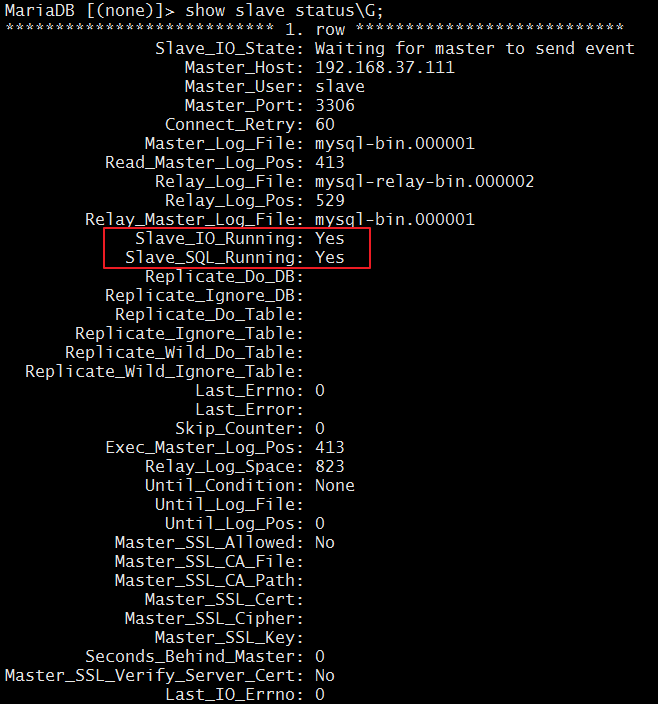 MariaDB [(none)]> show slave status\G;
*************************** 1. row ***************************
Slave_IO_State: Waiting for master to send event
Master_Host: 192.168.37.111
Master_User: slave
Master_Port: 3306
Connect_Retry: 60
Master_Log_File: mysql-bin.000001
Read_Master_Log_Pos: 413
Relay_Log_File: mysql-relay-bin.000002
Relay_Log_Pos: 529
Relay_Master_Log_File: mysql-bin.000001
Slave_IO_Running: Yes
Slave_SQL_Running: Yes
Replicate_Do_DB:
Replicate_Ignore_DB:
Replicate_Do_Table:
Replicate_Ignore_Table:
Replicate_Wild_Do_Table:
Replicate_Wild_Ignore_Table:
Last_Errno: 0
Last_Error:
Skip_Counter: 0
Exec_Master_Log_Pos: 413
Relay_Log_Space: 823
Until_Condition: None
Until_Log_File:
Until_Log_Pos: 0
Master_SSL_Allowed: No
Master_SSL_CA_File:
Master_SSL_CA_Path:
Master_SSL_Cert:
Master_SSL_Cipher:
Master_SSL_Key:
Seconds_Behind_Master: 0
Master_SSL_Verify_Server_Cert: No
Last_IO_Errno: 0